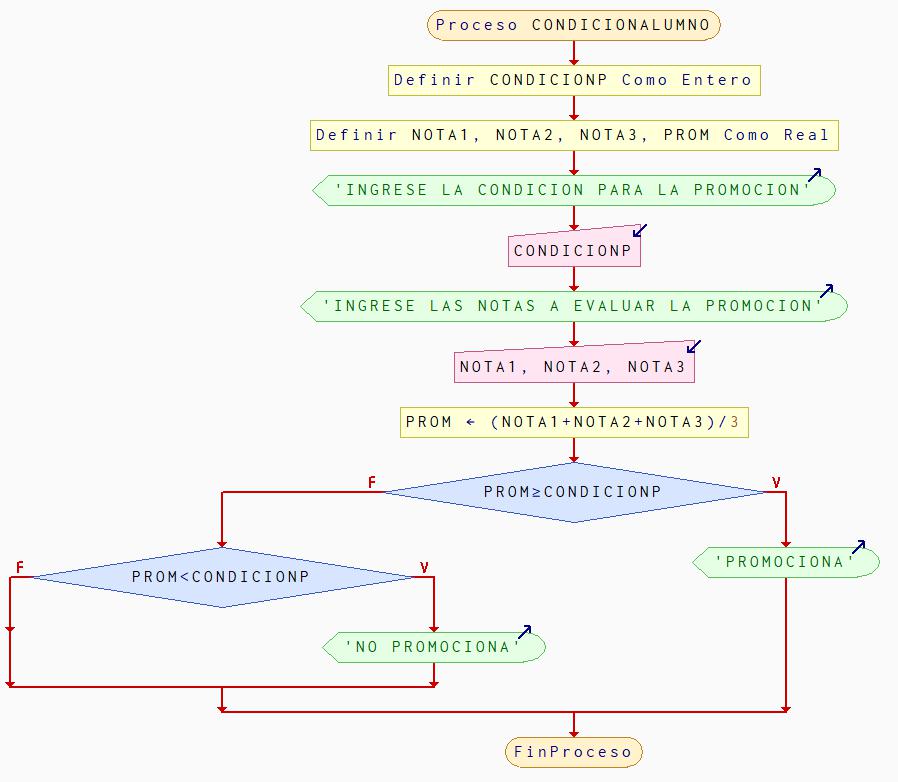 Proceso CONDICIONALUMNO
Definir CONDICIONP Como Entero
Definir NOTA1, NOTA2, NOTA3, PROM Como Real
'INGRESE LA CONDICION PARA LA PROMOCION'
CONDICIONP
'INGRESE LAS NOTAS A EVALUAR LA PROMOCION'
NOTA1, NOTA2, NOTA3
PROM ← (NOTA1+NOTA2+NOTA3)/3
F
V
PROM≥CONDICIONP
'PROMOCIONA'
F
V
PROM<CONDICIONP
'NO PROMOCIONA'
FinProceso